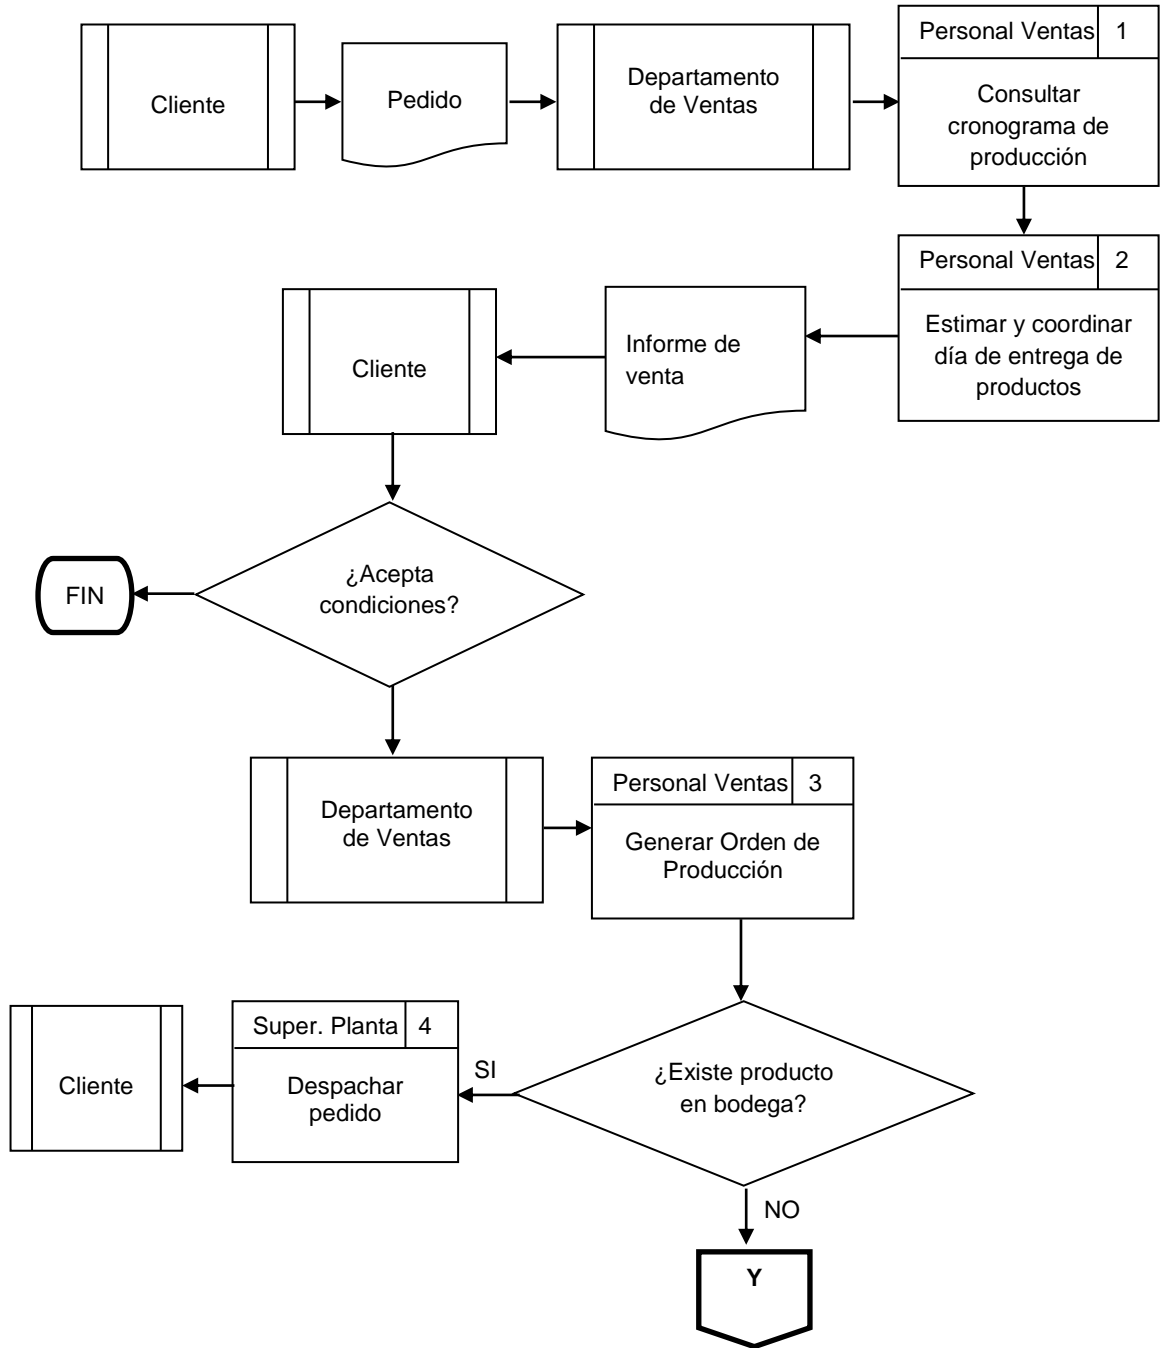 Cliente
Pedido
Departamento
de Ventas
Personal Ventas 1
Consultar
cronograma de
producción
Personal Ventas 2
Estimar y coordinar
día de entrega de
productos
Informe de
venta
Cliente
¿Acepta
condiciones?
FIN
Departamento
de Ventas
Personal Ventas 3
Generar Orden de
Producción
¿Existe producto
en bodega?
SI
Super. Planta 4
Despachar
pedido
Cliente
NO
Y